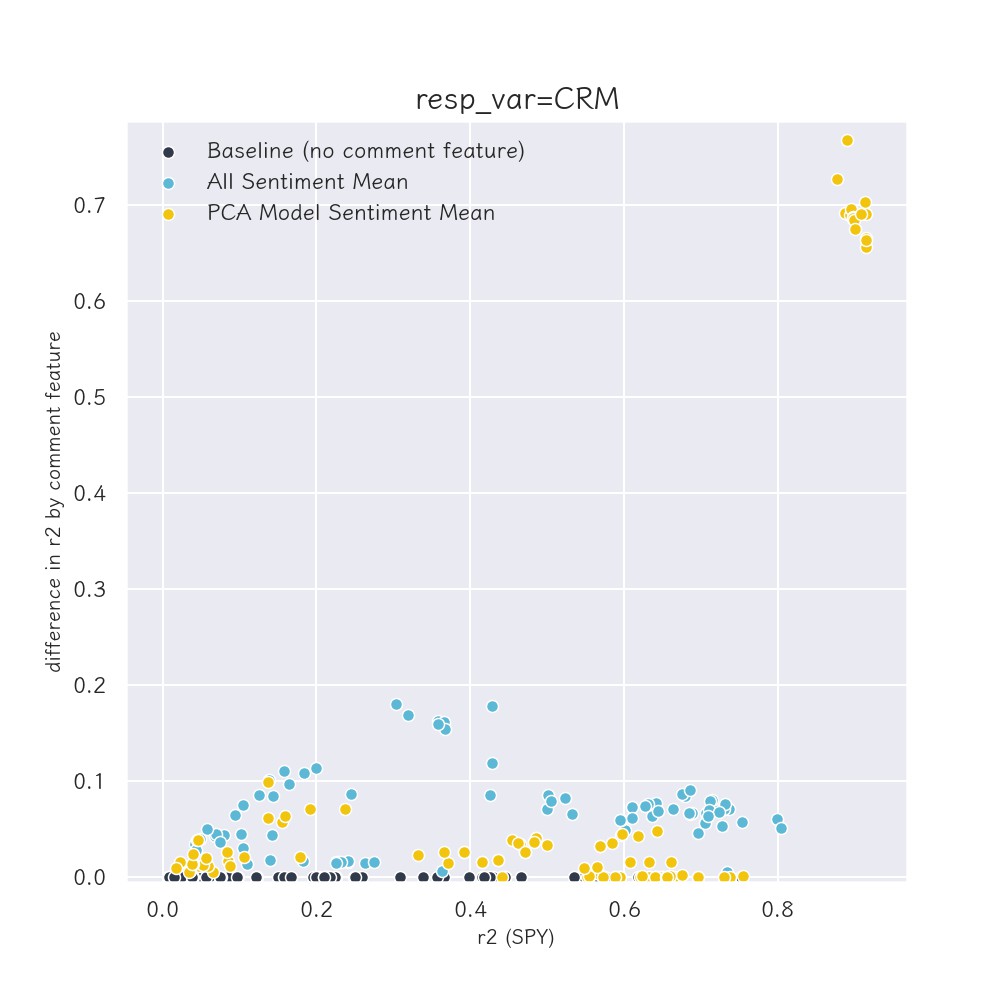 resp_var=CRM
Baseline (no comment feature)
All Sentiment Mean
PCA Model Sentiment Mean
difference in r2 by comment feature
0.7
0.6
0.5
0.4
0.3
0.2
0.1
0.0
0.0 0.2 0.4 0.6 0.8
r2 (SPY)